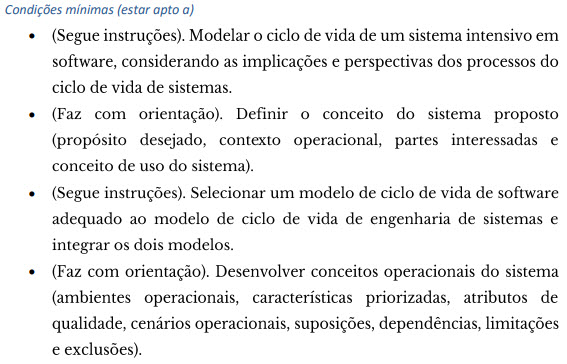 Condições mínimas (estar apto a)
• (Segue instruções). Modelar o ciclo de vida de um sistema intensivo em
software, considerando as implicações e perspectivas dos processos do
ciclo de vida de sistemas.
• (Faz com orientação). Definir o conceito do sistema proposto
(propósito desejado, contexto operacional, partes interessadas e
conceito de uso do sistema).
• (Segue instruções). Selecionar um modelo de ciclo de vida de software
adequado ao modelo de ciclo de vida de engenharia de sistemas e
integrar os dois modelos.
• (Faz com orientação). Desenvolver conceitos operacionais do sistema
(ambientes operacionais, características priorizadas, atributos de
qualidade, cenários operacionais, suposições, dependências, limitações
e exclusões).